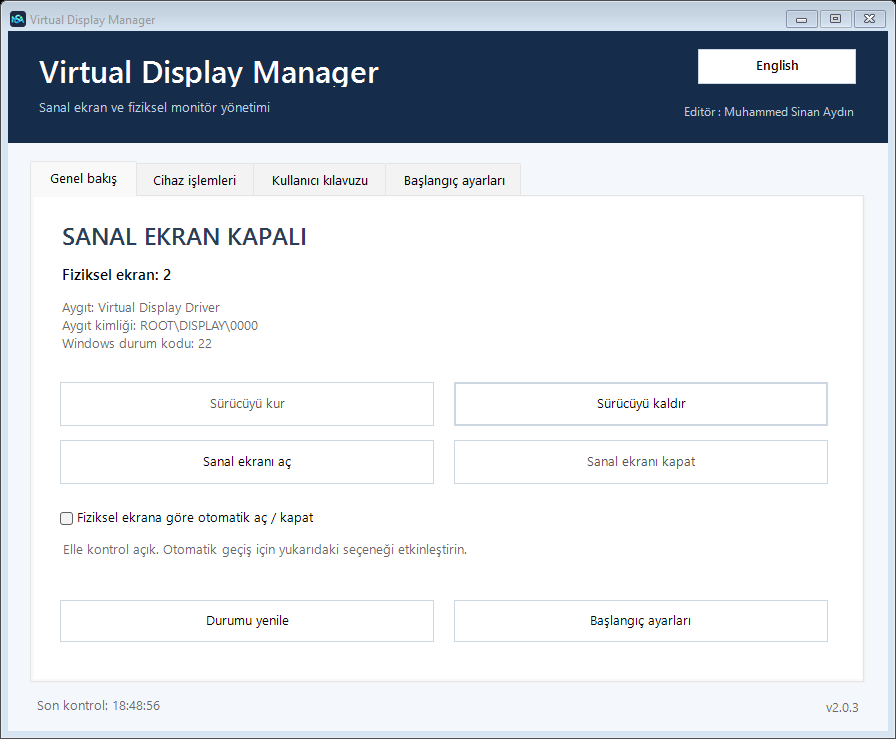 Virtual Display Manager
Virtual Display Manager
English
Sanal ekran ve fiziksel monitör yönetimi
Editör : Muhammed Sinan Aydın
Genel bakış
Cihaz işlemleri
Kullanıcı kılavuzu
Başlangıç ayarları
SANAL EKRAN KAPALI
Fiziksel ekran: 2
Aygıt: Virtual Display Driver
Aygıt kimliği: ROOT\DISPLAY\0000
Windows durum kodu: 22
Sürücüyü kur
Sürücüyü kaldır
Sanal ekranı aç
Sanal ekranı kapat
Fiziksel ekrana göre otomatik aç / kapat
Elle kontrol açık. Otomatik geçiş için yukarıdaki seçeneği etkinleştirin.
Durumu yenile
Başlangıç ayarları
Son kontrol: 18:48:56
v2.0.3